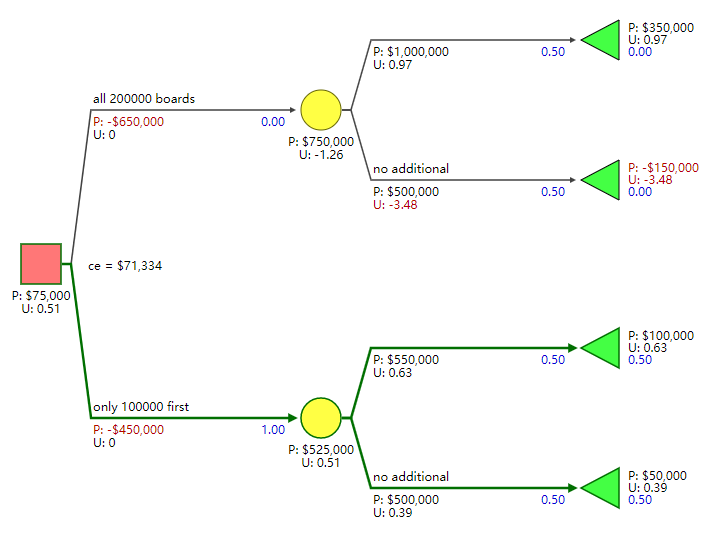 P: $350,000
U: 0.97
0.00
P: $1,000,000 0.50
U: 0.97
all 200000 boards
P: -$650,000 0.00
U: 0
P: $750,000
U: -1.26
no additional
P: $500,000 0.50
U: -3.48
P: -$150,000
U: -3.48
0.00
ce = $71,334
P: $75,000
U: 0.51
P: $100,000
U: 0.63
0.50
P: $550,000 0.50
U: 0.63
only 100000 first
P: -$450,000 1.00
U: 0
P: $525,000
U: 0.51
no additional
P: $500,000 0.50
U: 0.39
P: $50,000
U: 0.39
0.50